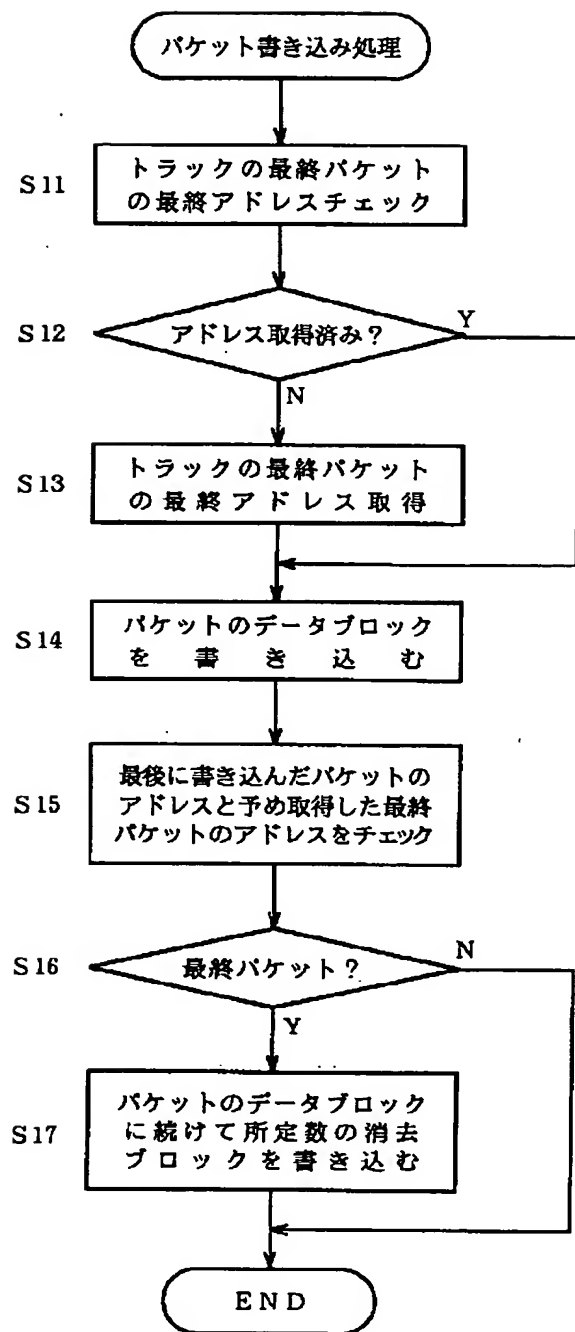 パケット書き込み処理
S11
トラックの最終パケット
の最終アドレスチェック
S12
アドレス取得済み？
Y
N
S13
トラックの最終パケット
の最終アドレス取得
S14
パケットのデータブロック
を書き込む
S15
最後に書き込んだパケットの
アドレスと予め取得した最終
パケットのアドレスをチェック
S16
最終パケット？
N
Y
S17
パケットのデータブロック
に続けて所定数の消去
ブロックを書き込む
END